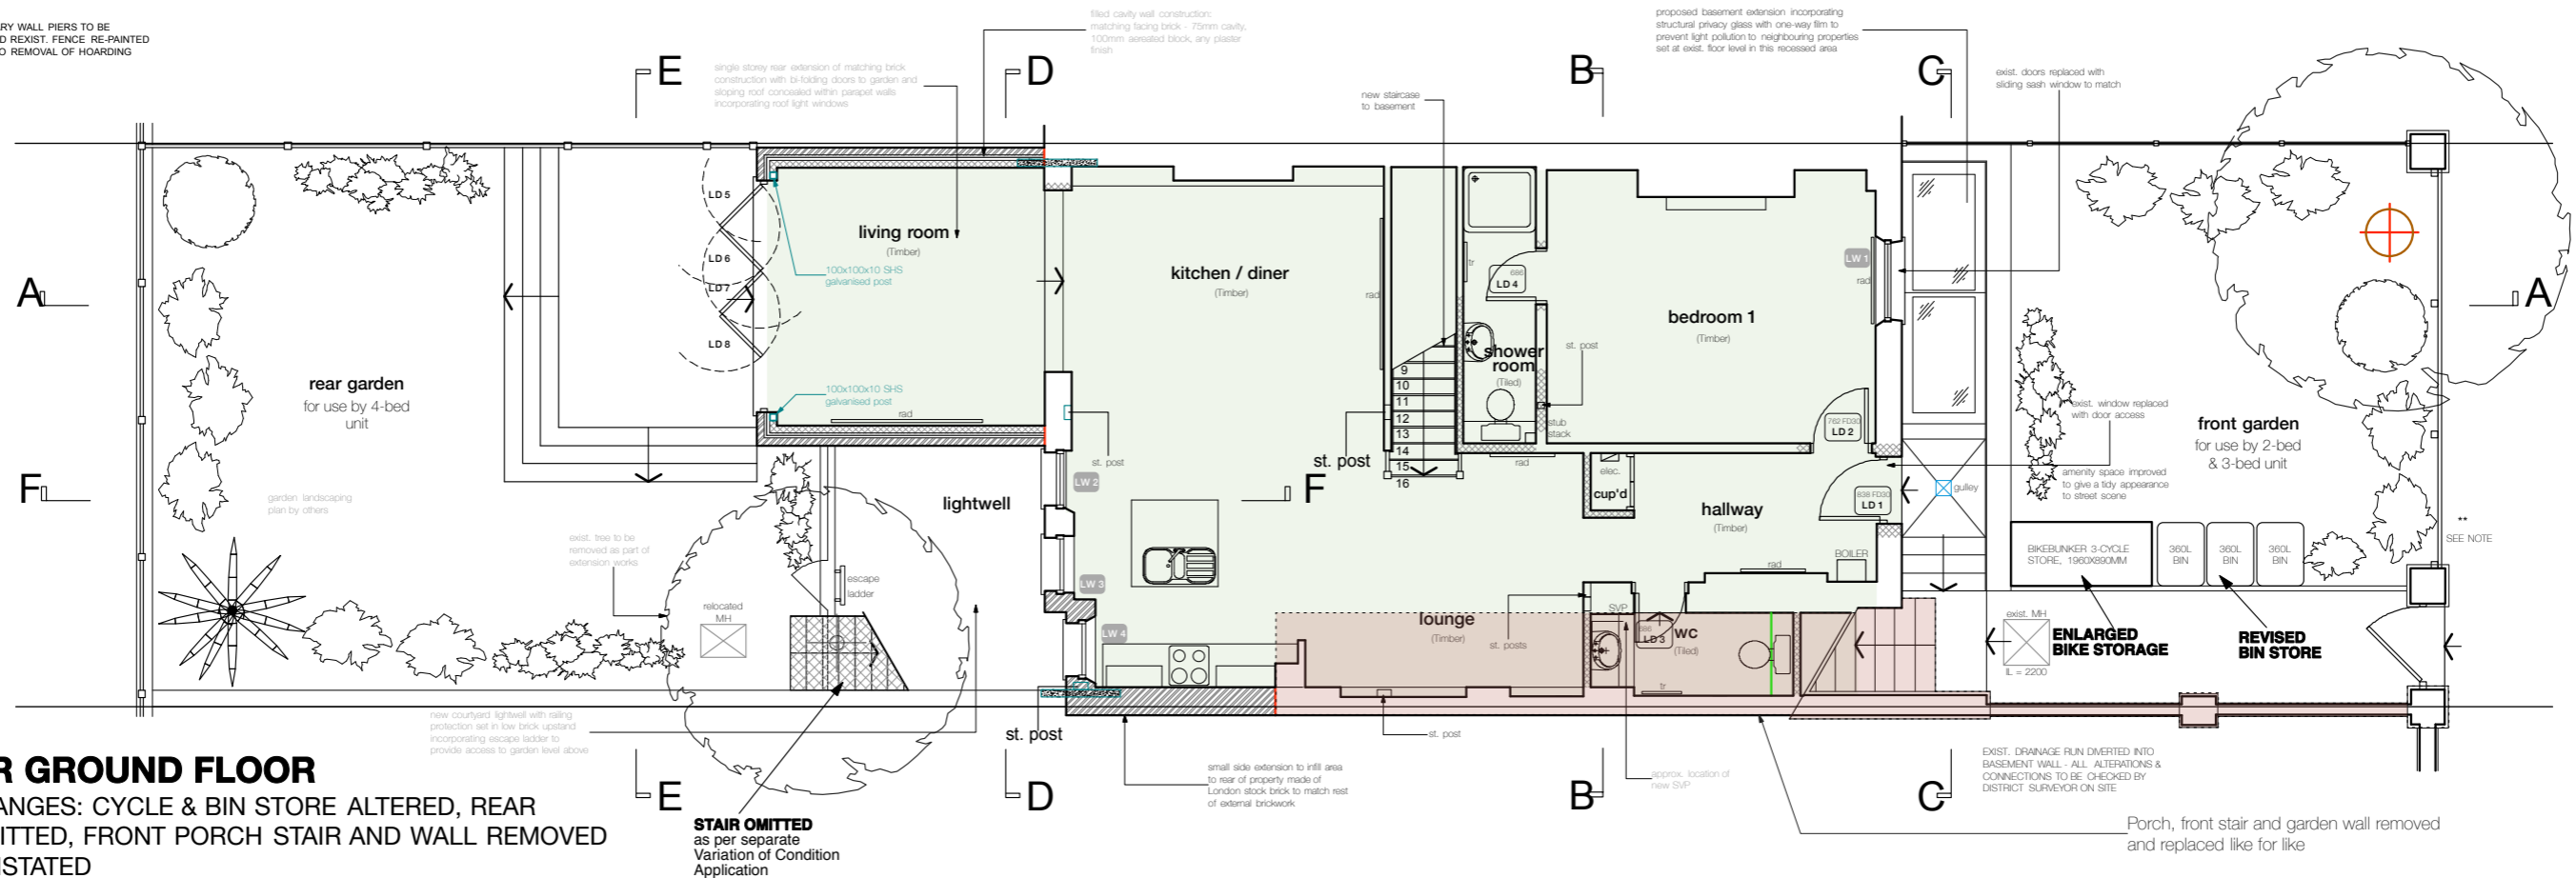 RY WALL PIERS TO BE
D REXIST. FENCE RE-PAINTED
O REMOVAL OF HOARDING
filled cavity wall construction:
matching facing brick - 75mm cavity,
100mm aereated block, any plaster
finish
proposed basement extension incorporating
structural privacy glass with one-way film to
prevent light pollution to neighbouring properties
set at exist. floor level in this recessed area
single storey rear extension of matching brick
construction with bi-folding doors to garden and
sloping roof concealed within parapet walls
incorporating roof light windows
E
D
B
C
new staircase
to basement
exist. doors replaced with
sliding sash window to match
LD 5
LD 6
LD 7
LD 8
living room
(Timber)
100x100x10 SHS
galvanised post
100x100x10 SHS
galvanised post
rad
kitchen / diner
(Timber)
rad
tr
686
LD 4
shower
room
(Tiled)
st. post
stub
stack
bedroom 1
(Timber)
LW 1
rad
762 FD30
LD 2
A
A
rear garden
for use by 4-bed
unit
9
10
11
12
13
14
15
16
st. post
st. post
exist. window replaced
with door access
front garden
for use by 2-bed
& 3-bed unit
amenity space improved
to give a tidy appearance
to street scene
F
F
garden landscaping
plan by others
lightwell
LW 2
LW 3
LW 4
rad
elec.
cup'd
hallway
(Timber)
838 FD30
LD 1
gulley
BOILER
rad
BIKEBUNKER 3-CYCLE
STORE, 1960X890MM
360L
BIN
360L
BIN
360L
BIN
**
SEE NOTE
exist. tree to be
removed as part of
extension works
relocated
MH
escape
ladder
lounge
(Timber)
st. posts
SVP
686
LD 3
WC
(Tiled)
tr
exist. MH
IL = 2200
ENLARGED
BIKE STORAGE
REVISED
BIN STORE
new courtyard lightwell with railing
protection set in low brick upstand
incorporating escape ladder to
provide access to garden level above
st. post
st. post
small side extension to infill area
to rear of property made of
London stock brick to match rest
of external brickwork
approx. location of
new SVP
EXIST. DRAINAGE RUN DIVERTED INTO
BASEMENT WALL - ALL ALTERATIONS &
CONNECTIONS TO BE CHECKED BY
DISTRICT SURVEYOR ON SITE
E
D
B
C
R GROUND FLOOR
ANGES: CYCLE & BIN STORE ALTERED, REAR
ITTED, FRONT PORCH STAIR AND WALL REMOVED
NSTATED
STAIR OMITTED
as per separate
Variation of Condition
Application
Porch, front stair and garden wall removed
and replaced like for like